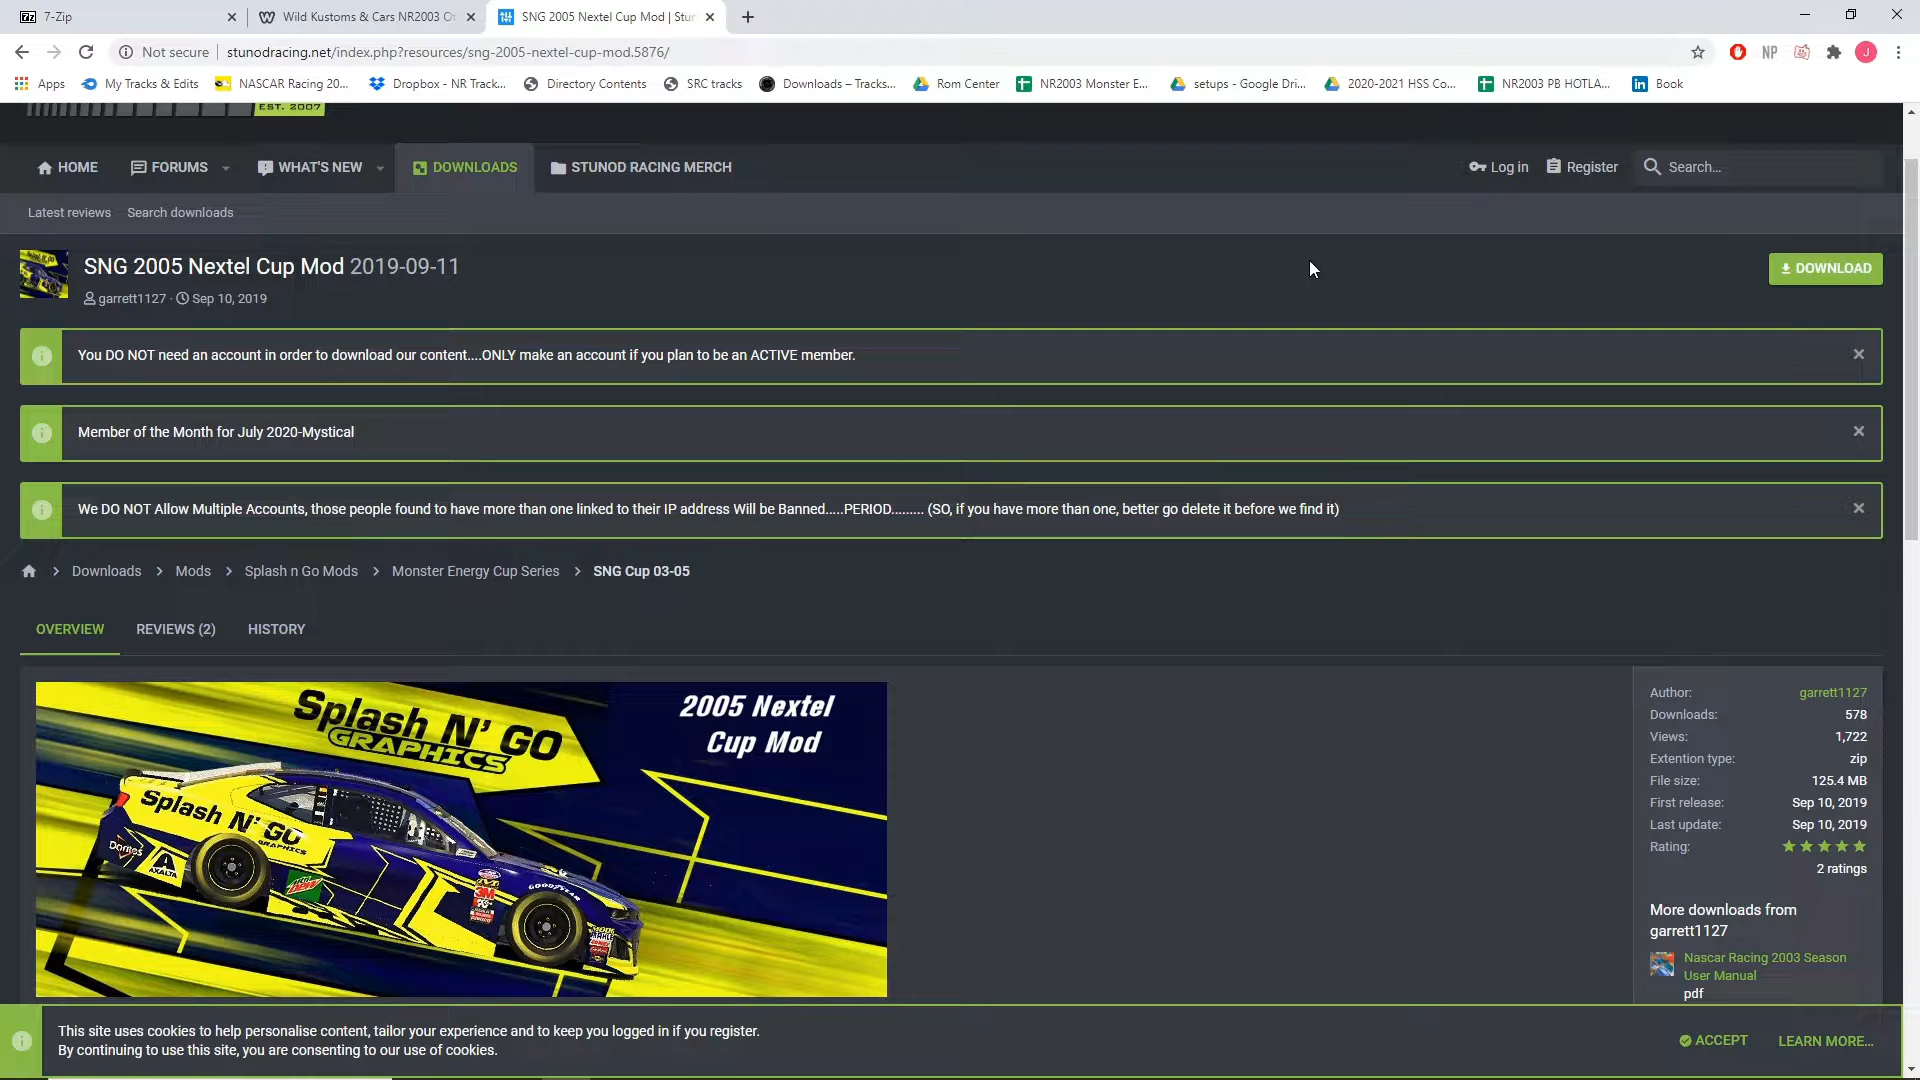 7-Zip
Wild Kustoms & Cars NR2003 Ot
SNG 2005 Nextel Cup Mod | Stun
Not secure
stunodracing.net/index.php?resources/sng-2005-nextel-cup-mod.5876/
NP
J
Apps
My Tracks & Edits
NASCAR Racing 20...
Dropbox - NR Track...
Directory Contents
SRC tracks
Downloads – Tracks...
Rom Center
NR2003 Monster E...
setups - Google Dri...
2020-2021 HSS Co...
NR2003 PB HOTLA...
Book
EST. 2007
HOME
FORUMS
WHAT'S NEW
DOWNLOADS
STUNOD RACING MERCH
Log in
Register
Search...
Latest reviews
Search downloads
SNG 2005 Nextel Cup Mod 2019-09-11
DOWNLOAD
garrett1127 · Sep 10, 2019
You DO NOT need an account in order to download our content....ONLY make an account if you plan to be an ACTIVE member.
Member of the Month for July 2020-Mystical
We DO NOT Allow Multiple Accounts, those people found to have more than one linked to their IP address Will be Banned.....PERIOD......... (SO, if you have more than one, better go delete it before we find it)
Downloads
Mods
Splash n Go Mods
Monster Energy Cup Series
SNG Cup 03-05
OVERVIEW
REVIEWS (2)
HISTORY
Splash N' GO
GRAPHICS
2005 Nextel
Cup Mod
Splash N' GO
GRAPHICS
Doritos
AXALTA
GOODYEAR
3M
Author: garrett1127
Downloads: 578
Views: 1,722
Extention type: zip
File size: 125.4 MB
First release: Sep 10, 2019
Last update: Sep 10, 2019
Rating:
2 ratings
More downloads from
garrett1127
Nascar Racing 2003 Season
User Manual
pdf
This site uses cookies to help personalise content, tailor your experience and to keep you logged in if you register.
By continuing to use this site, you are consenting to our use of cookies.
ACCEPT
LEARN MORE...